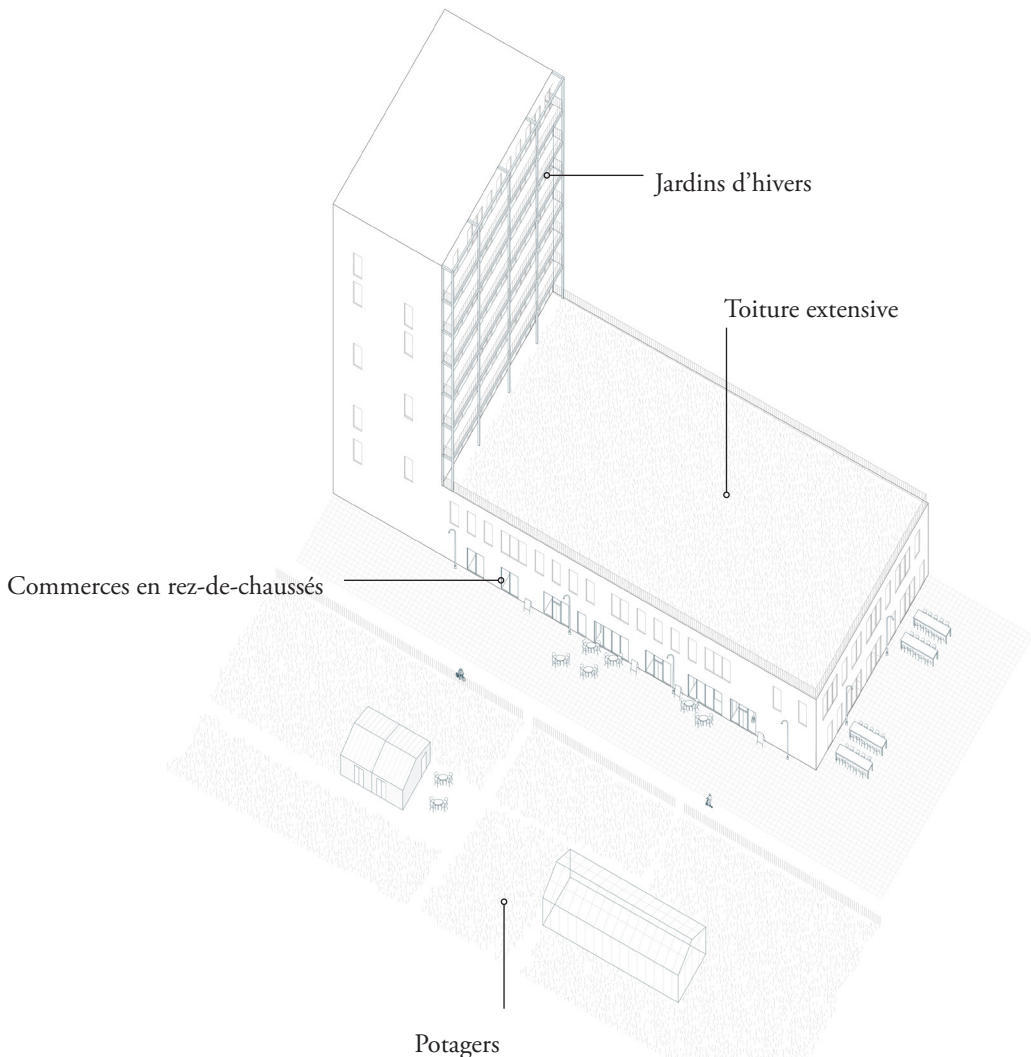 Jardins d’hivers
Toiture extensive
Commerces en rez-de-chaussés
Potagers